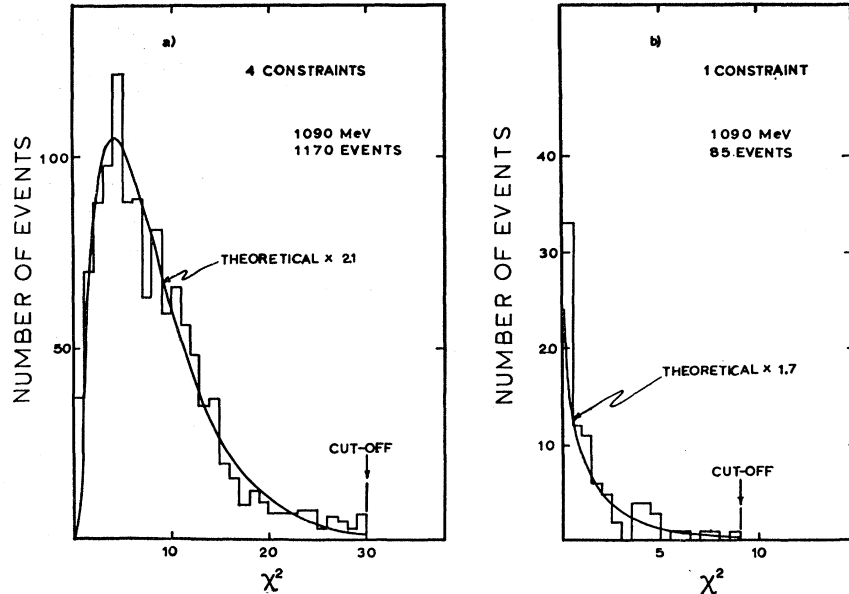 a)
4 CONSTRAINTS
1090 MeV
1170 EVENTS
100
50
NUMBER OF EVENTS
THEORETICAL × 2.1
CUT-OFF
10
20
30
χ²
b)
1 CONSTRAINT
1090 MeV
85 EVENTS
40
30
20
10
NUMBER OF EVENTS
THEORETICAL × 1.7
CUT-OFF
5
10
χ²